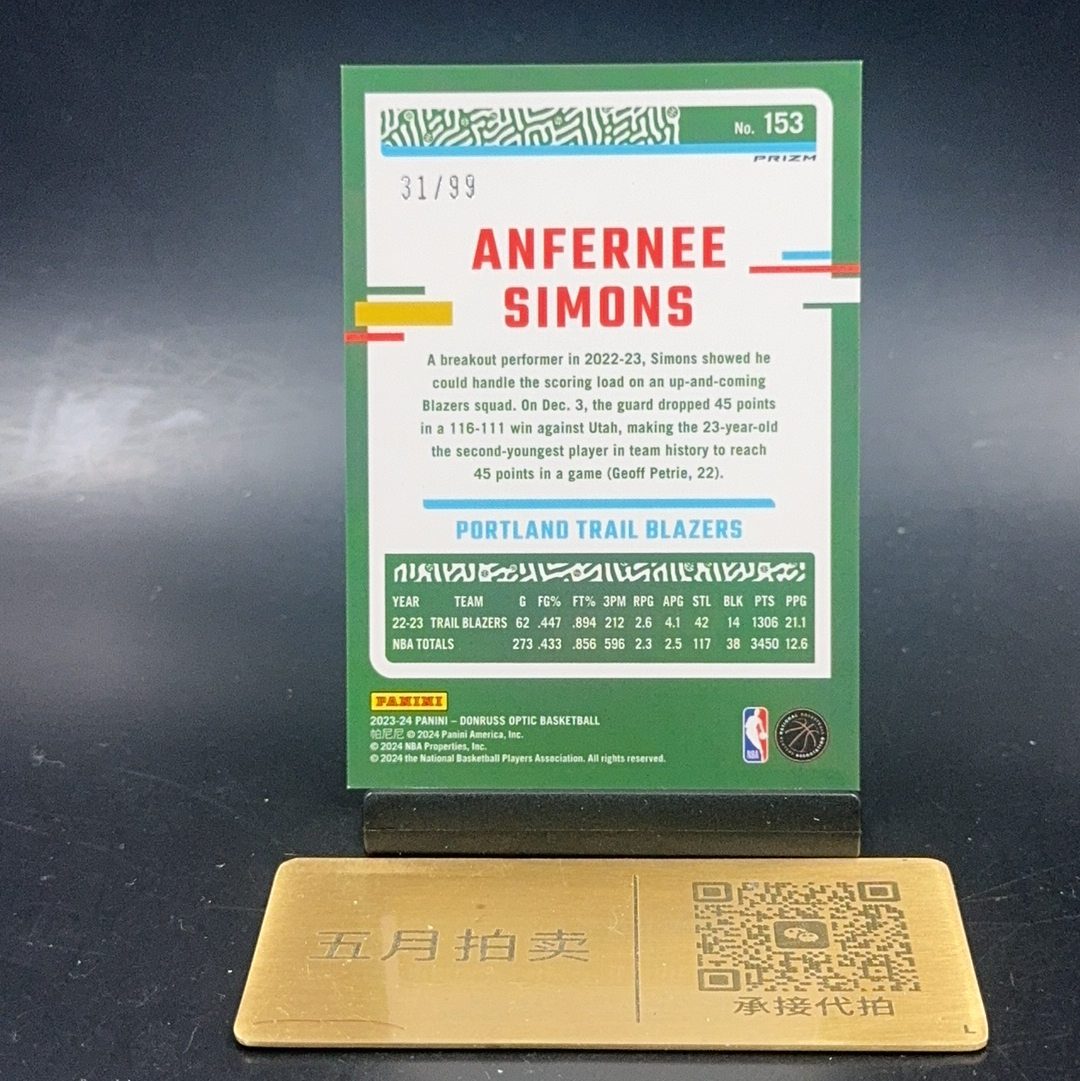 No. 153
PRIZM
31/99
ANFERNEE
SIMONS
A breakout performer in 2022-23, Simons showed he
could handle the scoring load on an up-and-coming
Blazers squad. On Dec. 3, the guard dropped 45 points
in a 116-111 win against Utah, making the 23-year-old
the second-youngest player in team history to reach
45 points in a game (Geoff Petrie, 22).
PORTLAND TRAIL BLAZERS
YEAR TEAM G FG% FT% 3PM RPG APG STL BLK PTS PPG
22-23 TRAIL BLAZERS 62 .447 .894 212 2.6 4.1 42 14 1306 21.1
NBA TOTALS 273 .433 .856 596 2.3 2.5 117 38 3450 12.6
PANINI
2023-24 PANINI – DONRUSS OPTIC BASKETBALL
帕尼尼 © 2024 Panini America, Inc.
© 2024 NBA Properties, Inc.
© 2024 the National Basketball Players Association. All rights reserved.
NBA
五月拍卖
承接代拍
L